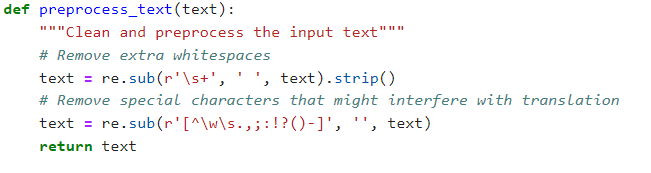 def preprocess_text(text):
    """Clean and preprocess the input text"""
    # Remove extra whitespaces
    text = re.sub(r'\s+', ' ', text).strip()
    # Remove special characters that might interfere with translation
    text = re.sub(r'[^\w\s.,;:!?()-]', '', text)
    return text